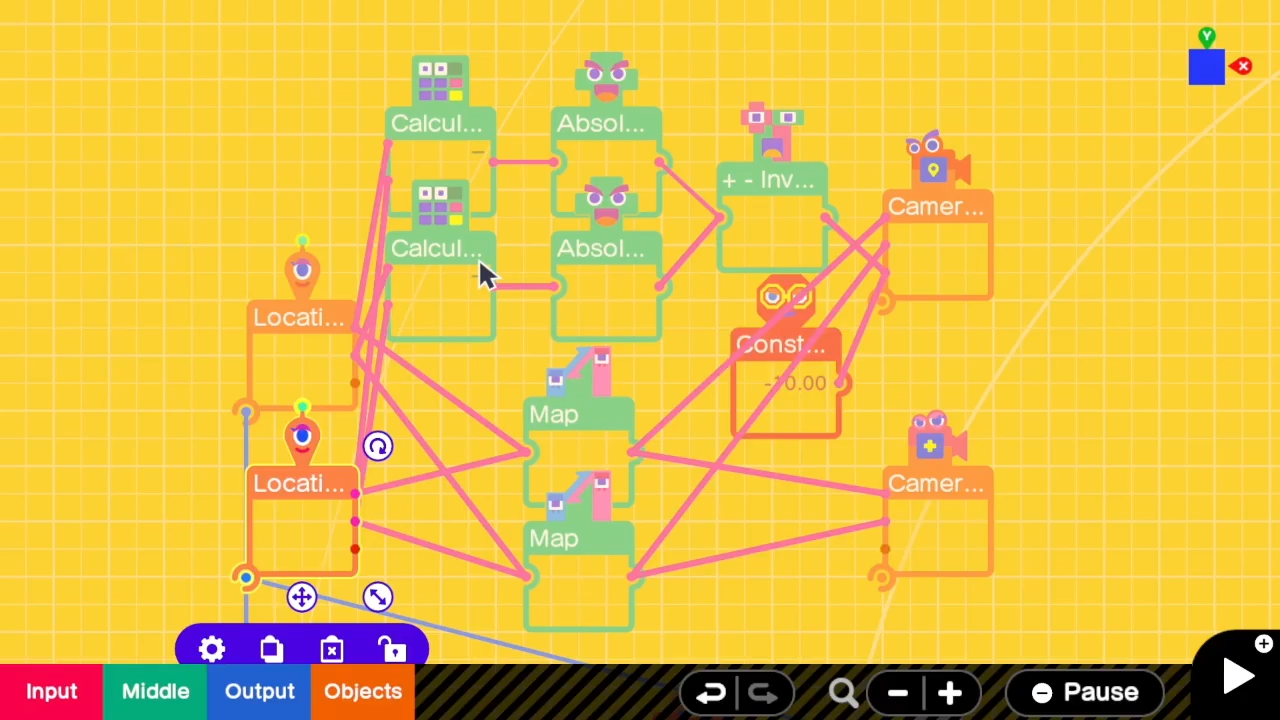 Y
X
Calcul...
Absol...
−
+ - Inv...
Camer...
Calcul...
Absol...
−
Locati...
Const...
-10.00
Map
Locati...
Camer...
Map
Input
Middle
Output
Objects
Pause